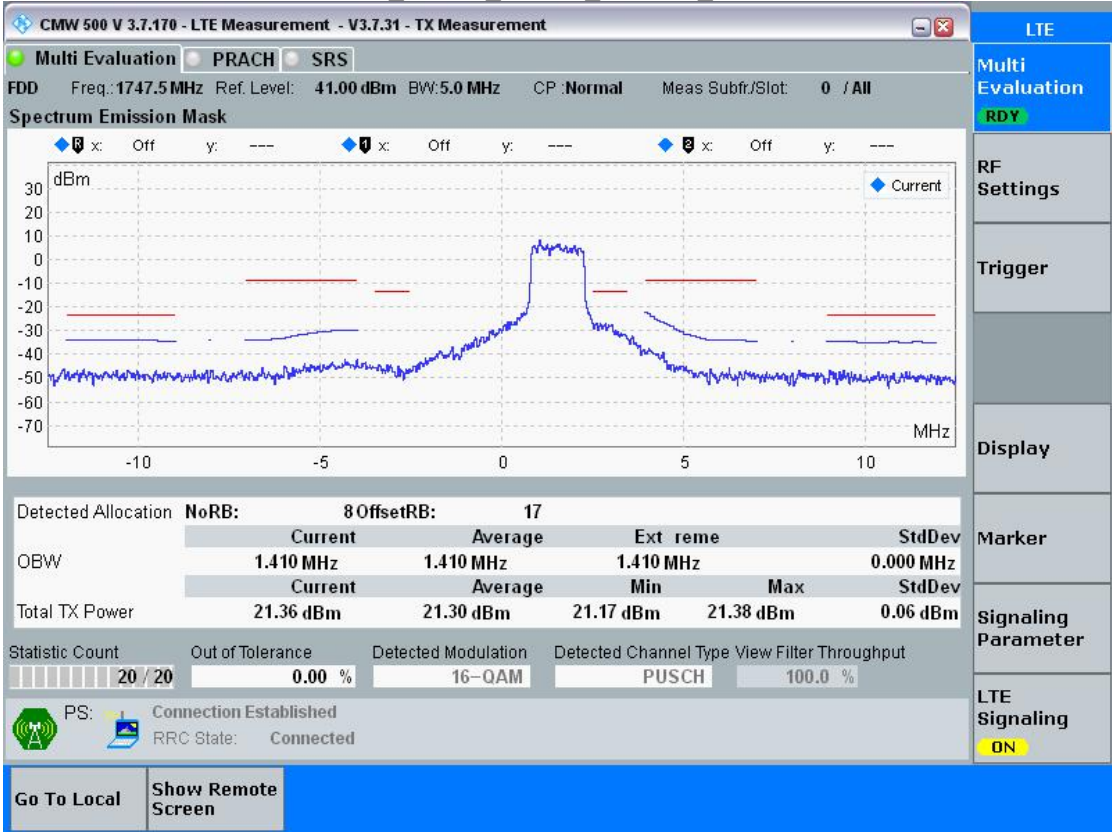 CMW 500 V 3.7.170 - LTE Measurement - V3.7.31 - TX Measurement
LTE
Multi Evaluation PRACH SRS
Multi Evaluation
RDY
FDD Freq.:1747.5 MHz Ref. Level: 41.00 dBm BW:5.0 MHz CP :Normal Meas Subfr./Slot: 0 / All
Spectrum Emission Mask
R x: Off y: --- 1 x: Off y: --- 2 x: Off y: ---
dBm
Current
30
20
10
0
-10
-20
-30
-40
-50
-60
-70
MHz
-10 -5 0 5 10
RF Settings
Trigger
Display
Marker
Signaling Parameter
LTE Signaling
ON
Detected Allocation NoRB: 8 OffsetRB: 17
Current Average Ext reme StdDev
OBW 1.410 MHz 1.410 MHz 1.410 MHz 0.000 MHz
Current Average Min Max StdDev
Total TX Power 21.36 dBm 21.30 dBm 21.17 dBm 21.38 dBm 0.06 dBm
Statistic Count Out of Tolerance Detected Modulation Detected Channel Type View Filter Throughput
20 / 20 0.00 % 16-QAM PUSCH 100.0 %
PS: Connection Established
RRC State: Connected
Go To Local
Show Remote Screen